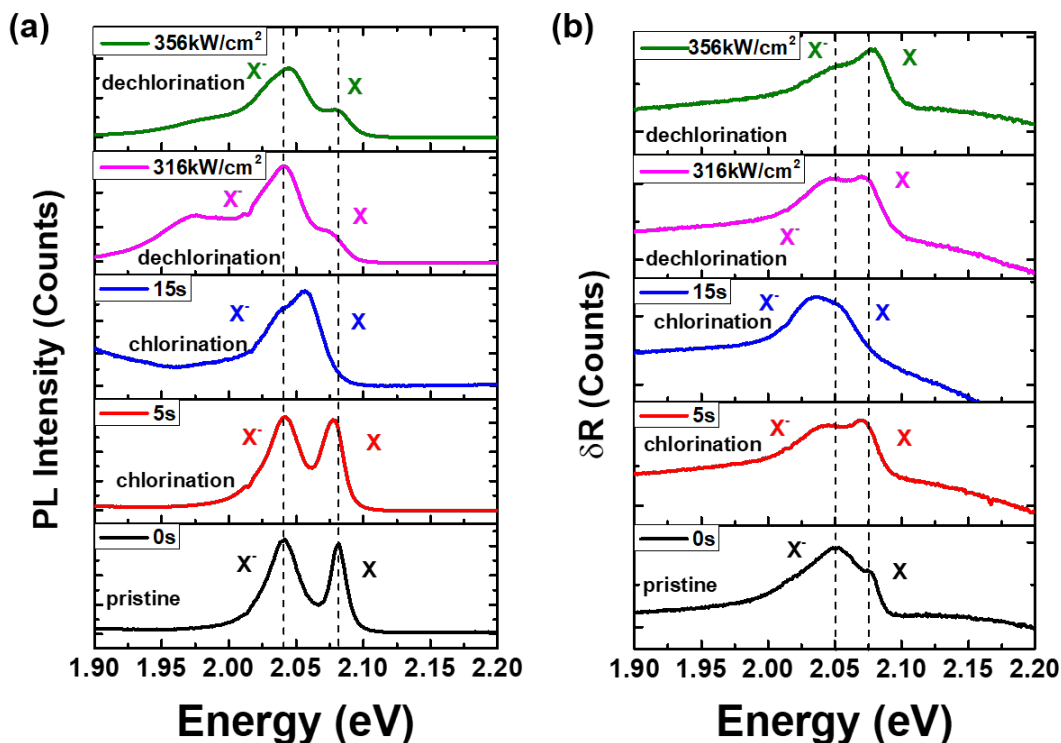 (a)
PL Intensity (Counts)
356kW/cm²
X⁻
X
dechlorination
316kW/cm²
X⁻
X
dechlorination
15s
X⁻
X
chlorination
5s
X⁻
X
chlorination
0s
X⁻
X
pristine
1.90 1.95 2.00 2.05 2.10 2.15 2.20
Energy (eV)
(b)
δR (Counts)
356kW/cm²
X⁻
X
dechlorination
316kW/cm²
X
X⁻
dechlorination
15s
X⁻
X
chlorination
5s
X⁻
X
chlorination
0s
X⁻
X
pristine
1.90 1.95 2.00 2.05 2.10 2.15 2.20
Energy (eV)